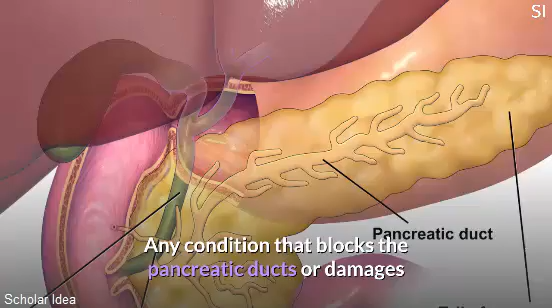 SI
Pancreatic duct
Any condition that blocks the
pancreatic ducts or damages
Scholar Idea